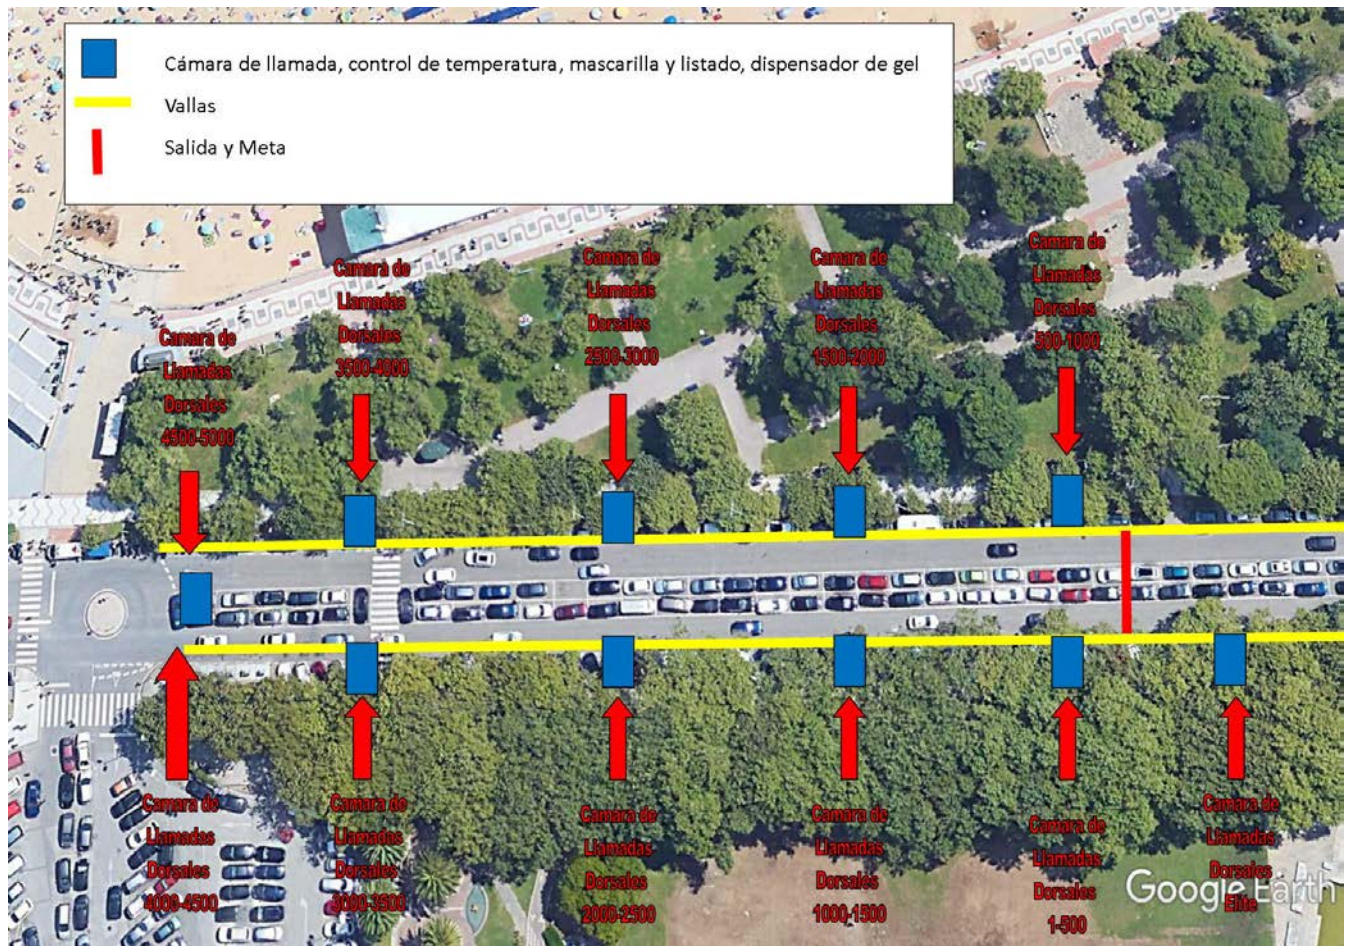 Cámara de llamada, control de temperatura, mascarilla y listado, dispensador de gel
Vallas
Salida y Meta
Camara de
Llamadas
Dorsales
4500-5000
Camara de
Llamadas
Dorsales
3500-4000
Camara de
Llamadas
Dorsales
2500-3000
Camara de
Llamadas
Dorsales
1500-2000
Camara de
Llamadas
Dorsales
500-1000
Camara de
Llamadas
Dorsales
4000-4500
Camara de
Llamadas
Dorsales
3000-3500
Camara de
Llamadas
Dorsales
2000-2500
Camara de
Llamadas
Dorsales
1000-1500
Camara de
Llamadas
Dorsales
1-500
Camara de
Llamadas
Dorsales
Elite
Google Earth